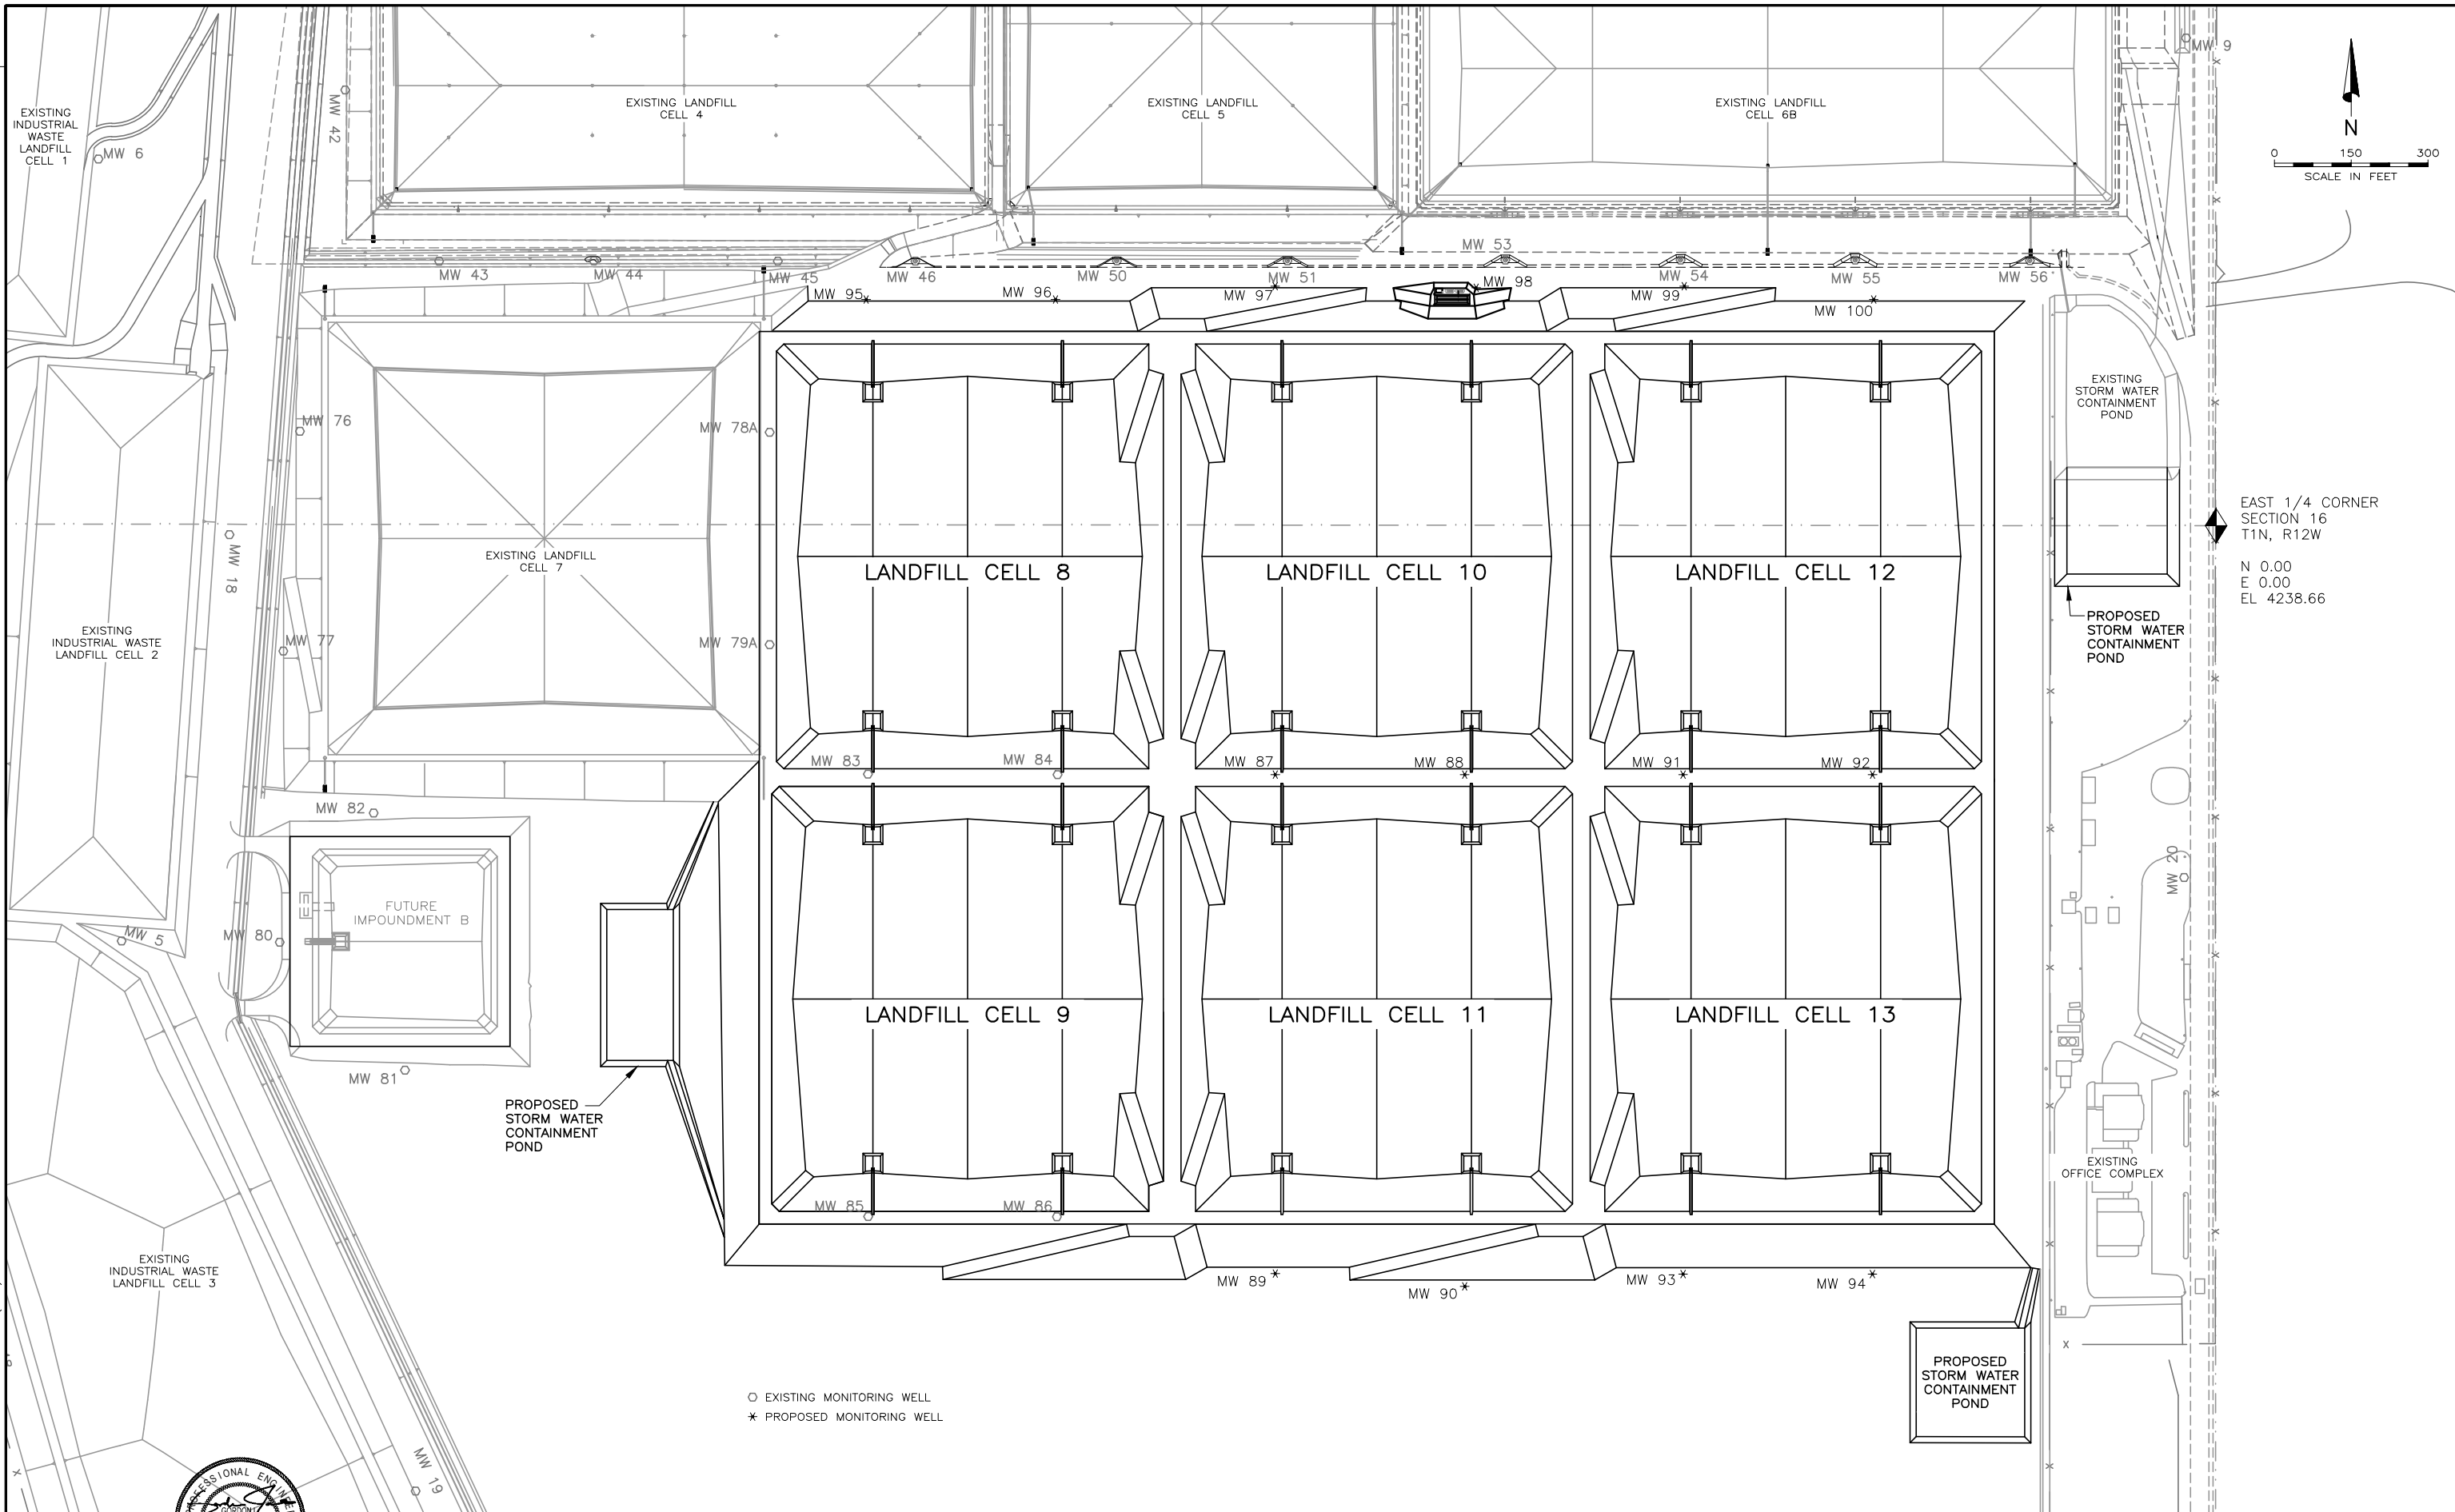 EXISTING
INDUSTRIAL
WASTE
LANDFILL
CELL 1
MW 6
MW 42
EXISTING LANDFILL
CELL 4
EXISTING LANDFILL
CELL 5
EXISTING LANDFILL
CELL 6B
MW 9
N
0 150 300
SCALE IN FEET
MW 43
MW 44
MW 45
MW 46
MW 50
MW 51
MW 53
MW 54
MW 55
MW 56
MW 95
MW 96
MW 97
MW 98
MW 99
MW 100
EXISTING
STORM WATER
CONTAINMENT
POND
MW 76
MW 78A
MW 18
EXISTING LANDFILL
CELL 7
LANDFILL CELL 8
LANDFILL CELL 10
LANDFILL CELL 12
EAST 1/4 CORNER
SECTION 16
T1N, R12W
N 0.00
E 0.00
EL 4238.66
PROPOSED
STORM WATER
CONTAINMENT
POND
EXISTING
INDUSTRIAL WASTE
LANDFILL CELL 2
MW 77
MW 79A
MW 83
MW 84
MW 87
MW 88
MW 91
MW 92
MW 82
FUTURE
IMPOUNDMENT B
MW 80
MW 5
MW 20
LANDFILL CELL 9
LANDFILL CELL 11
LANDFILL CELL 13
MW 81
PROPOSED
STORM WATER
CONTAINMENT
POND
EXISTING
OFFICE COMPLEX
MW 85
MW 86
EXISTING
INDUSTRIAL WASTE
LANDFILL CELL 3
MW 89
MW 90
MW 93
MW 94
PROPOSED
STORM WATER
CONTAINMENT
POND
EXISTING MONITORING WELL
PROPOSED MONITORING WELL
MW 19